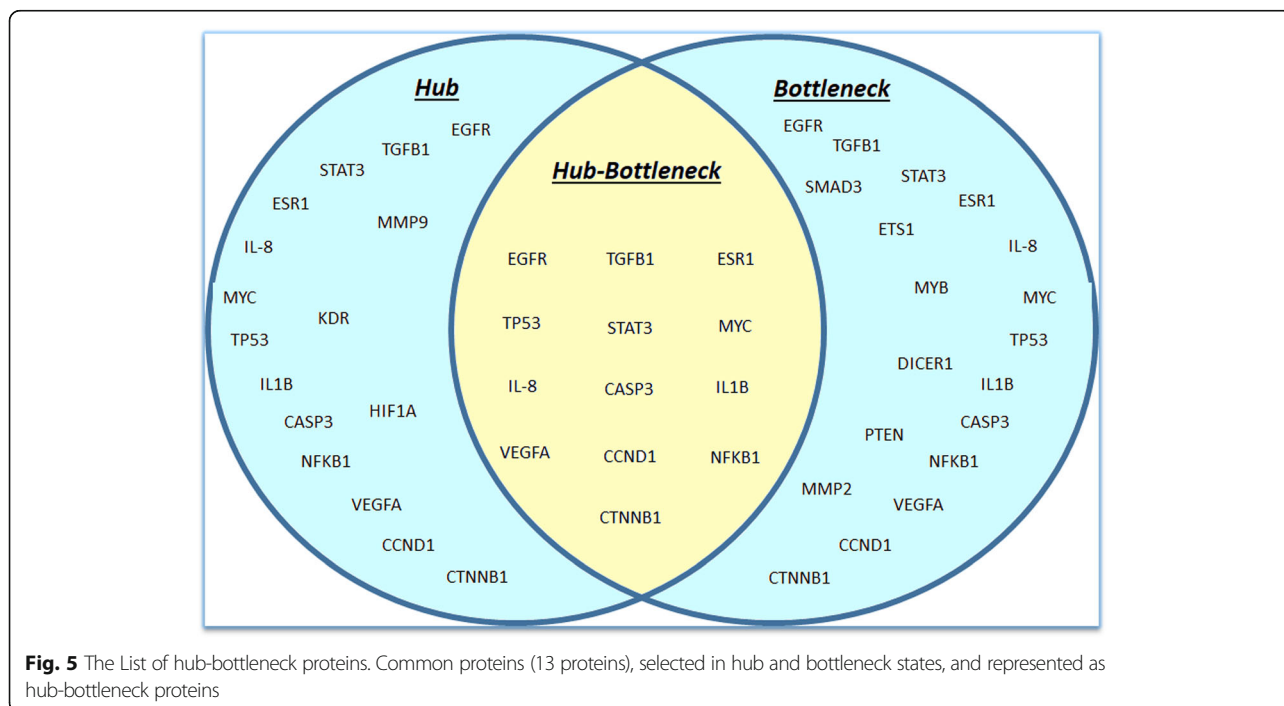 Hub
EGFR
TGFB1
STAT3
ESR1
MMP9
IL-8
MYC
KDR
TP53
IL1B
HIF1A
CASP3
NFKB1
VEGFA
CCND1
CTNNB1
Hub-Bottleneck
EGFR TGFB1 ESR1
TP53 STAT3 MYC
IL-8 CASP3 IL1B
VEGFA CCND1 NFKB1
CTNNB1
Bottleneck
EGFR
TGFB1
SMAD3
STAT3
ESR1
ETS1
IL-8
MYB
MYC
TP53
DICER1
IL1B
CASP3
PTEN
NFKB1
MMP2
VEGFA
CCND1
CTNNB1
Fig. 5 The List of hub-bottleneck proteins. Common proteins (13 proteins), selected in hub and bottleneck states, and represented as
hub-bottleneck proteins